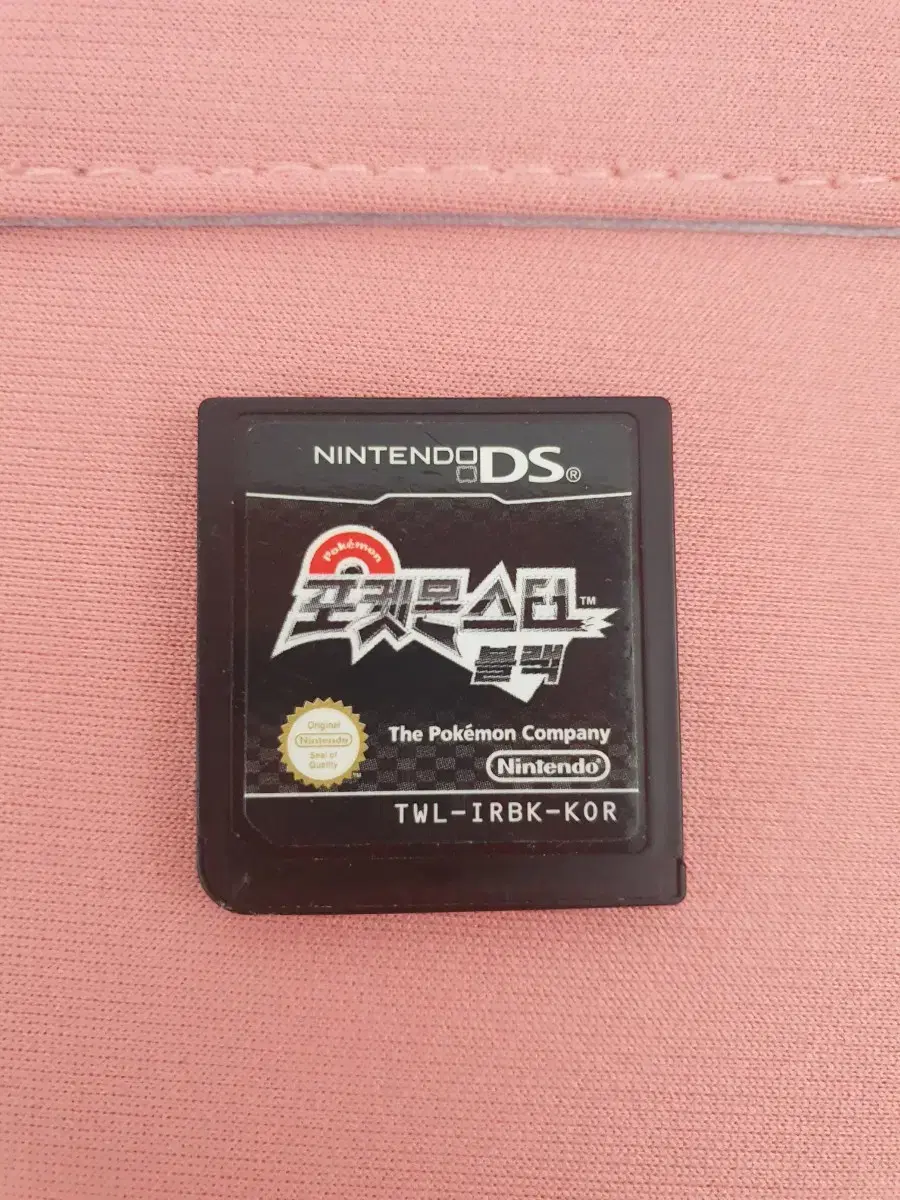 NINTENDO DS®
Pokémon
포켓몬스터™
블랙
Original
Nintendo
Seal of
Quality
™
The Pokémon Company
Nintendo®
TWL-IRBK-KOR